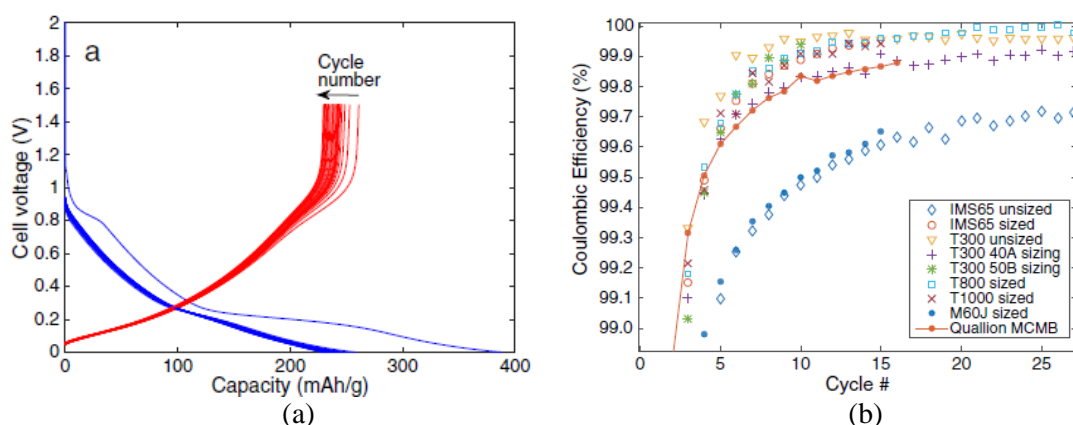 a
Cycle
number
Cell voltage (V)
2
1.8
1.6
1.4
1.2
1
0.8
0.6
0.4
0.2
0
0 100 200 300 400
Capacity (mAh/g)
(a)
Coulombic Efficiency (%)
100.0
99.9
99.8
99.7
99.6
99.5
99.4
99.3
99.2
99.1
99.0
0 5 10 15 20 25
Cycle #
IMS65 unsized
IMS65 sized
T300 unsized
T300 40A sizing
T300 50B sizing
T800 sized
T1000 sized
M60J sized
Quallion MCMB
(b)